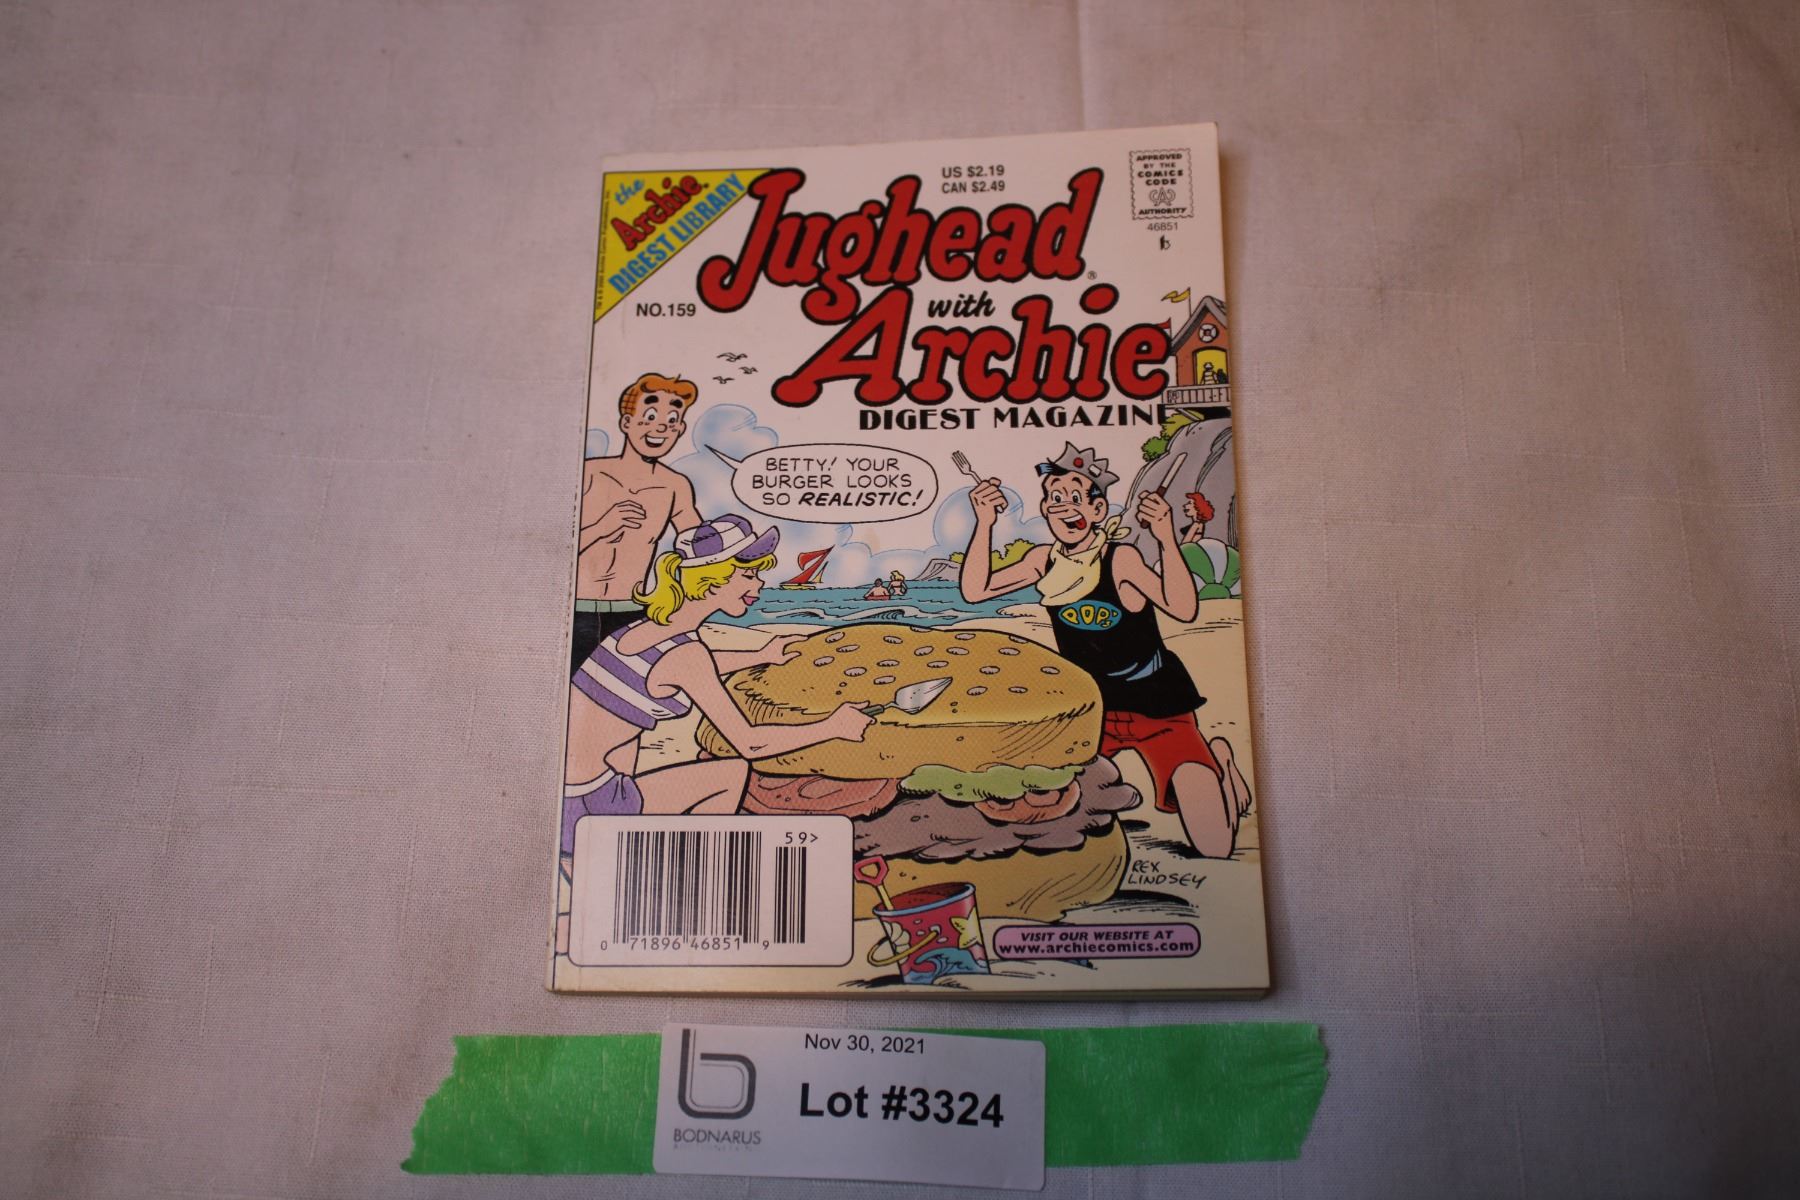 the
Archie
DIGEST LIBRARY
NO.159
US $2.19
CAN $2.49
APPROVED
BY THE
COMICS
CODE
CA
AUTHORITY
46851
Jughead®
with
Archie
DIGEST MAGAZINE
BETTY! YOUR
BURGER LOOKS
SO REALISTIC!
POP'S
59>
0 71896 46851 9
REX
LINDSEY
VISIT OUR WEBSITE AT
www.archiecomics.com
Nov 30, 2021
Lot #3324
BODNARUS